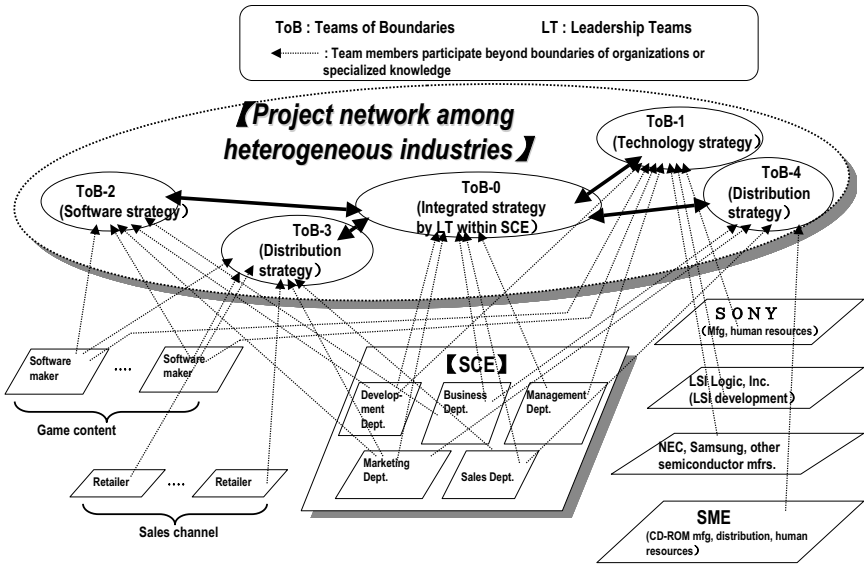 ToB : Teams of Boundaries LT : Leadership Teams
: Team members participate beyond boundaries of organizations or
specialized knowledge
【Project network among
heterogeneous industries】
ToB-1
(Technology strategy）
ToB-4
(Distribution
strategy）
ToB-0
(Integrated strategy
by LT within SCE）
ToB-2
(Software strategy）
ToB-3
(Distribution
strategy）
ＳＯＮＹ
（Mfg, human resources）
【SCE】
Software
maker
....
Software
maker
Game content
Develop-
ment
Dept.
Business
Dept.
Management
Dept.
LSI Logic, Inc.
(LSI development）
Marketing
Dept.
Sales Dept.
NEC, Samsung, other
semiconductor mfrs.
Retailer
....
Retailer
Sales channel
SME
(CD-ROM mfg, distribution, human
resources）